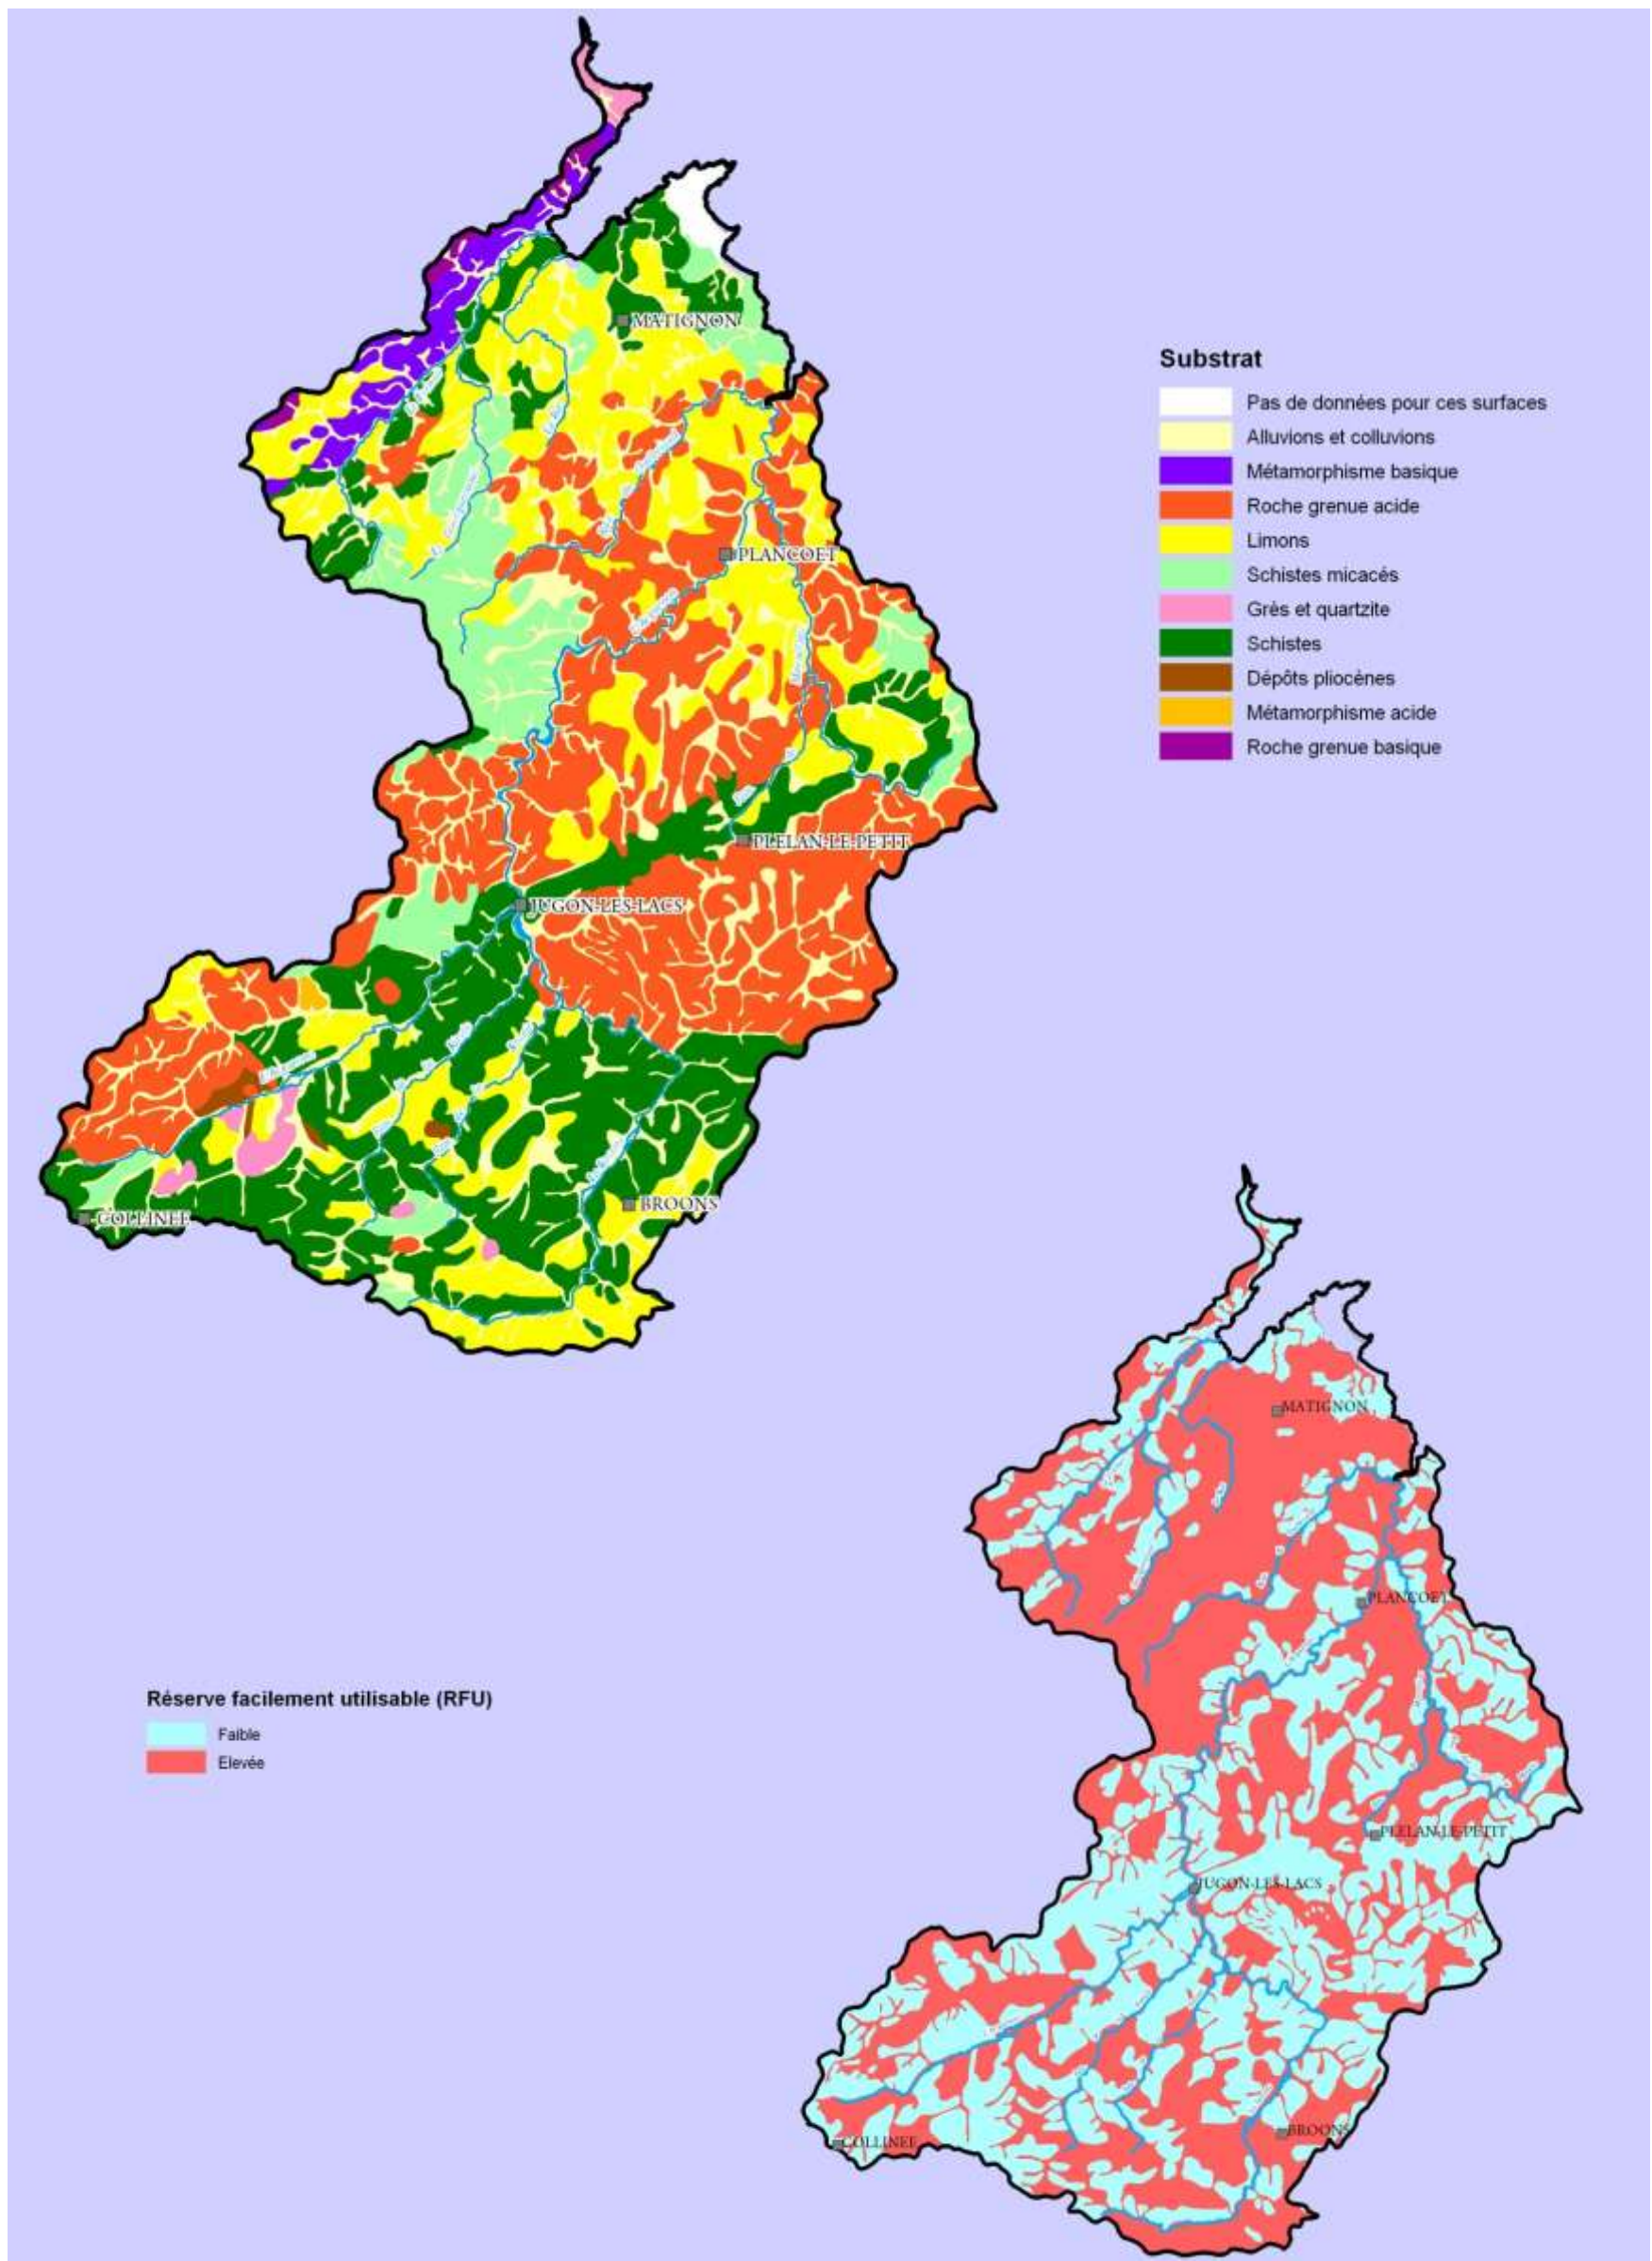 MATIGNON
Substrat
Pas de données pour ces surfaces
Alluvions et colluvions
Métamorphisme basique
Roche grenue acide
Limons
Schistes micacés
Grès et quartzite
Schistes
Dépôts pliocènes
Métamorphisme acide
Roche grenue basique
PLANCOET
PLELAN-LE-PETIT
JUGON-LES-LACS
BROONS
COLLINEE
MATIGNON
PLANCOET
Réserve facilement utilisable (RFU)
Faible
Elevée
PLELAN-LE-PETIT
JUGON-LES-LACS
BROONS
COLLINEE